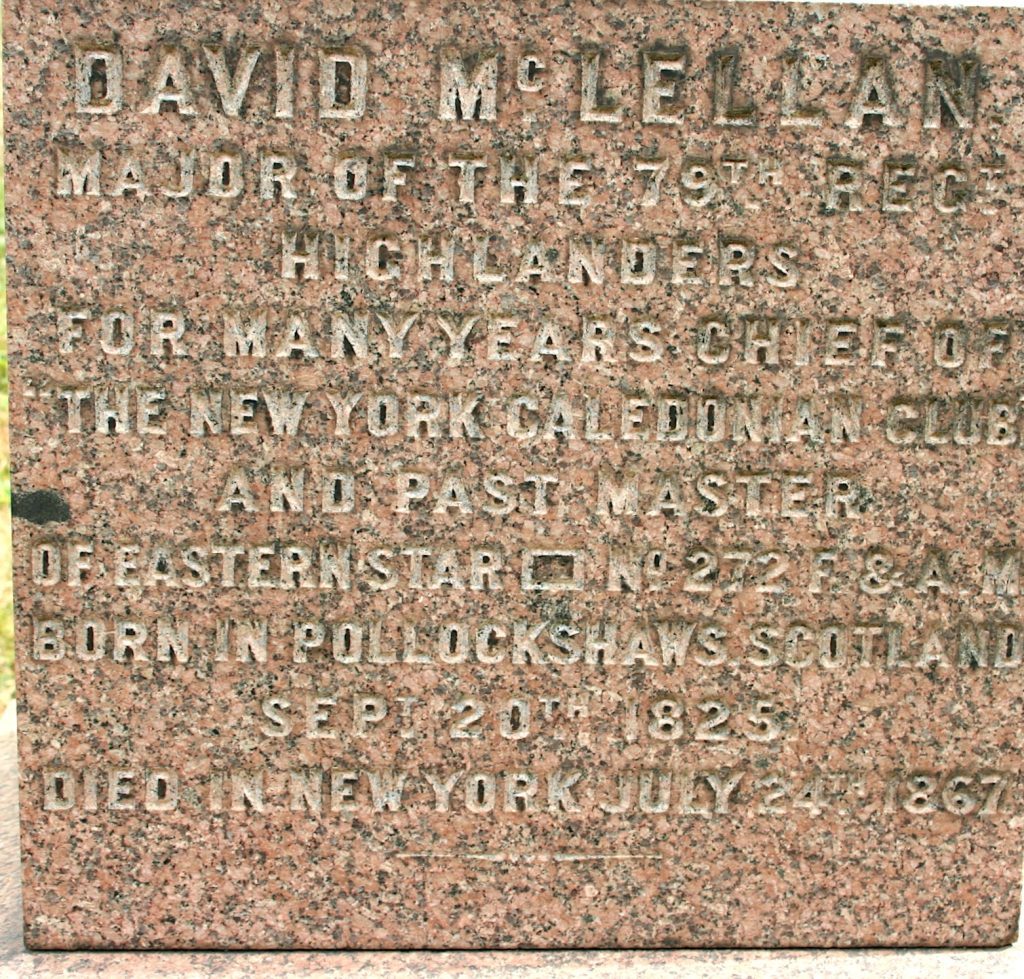 DAVID McLELLAN.
MAJOR OF THE 79TH REGT
HIGHLANDERS
FOR MANY YEARS CHIEF OF
"THE NEW YORK CALEDONIAN CLUB
AND PAST MASTER
OF EASTERN STAR ▭ No 272 F. & A. M
BORN IN POLLOCKSHAWS. SCOTLAND
SEPT 20TH 1825
DIED IN NEW YORK JULY 24TH 1867